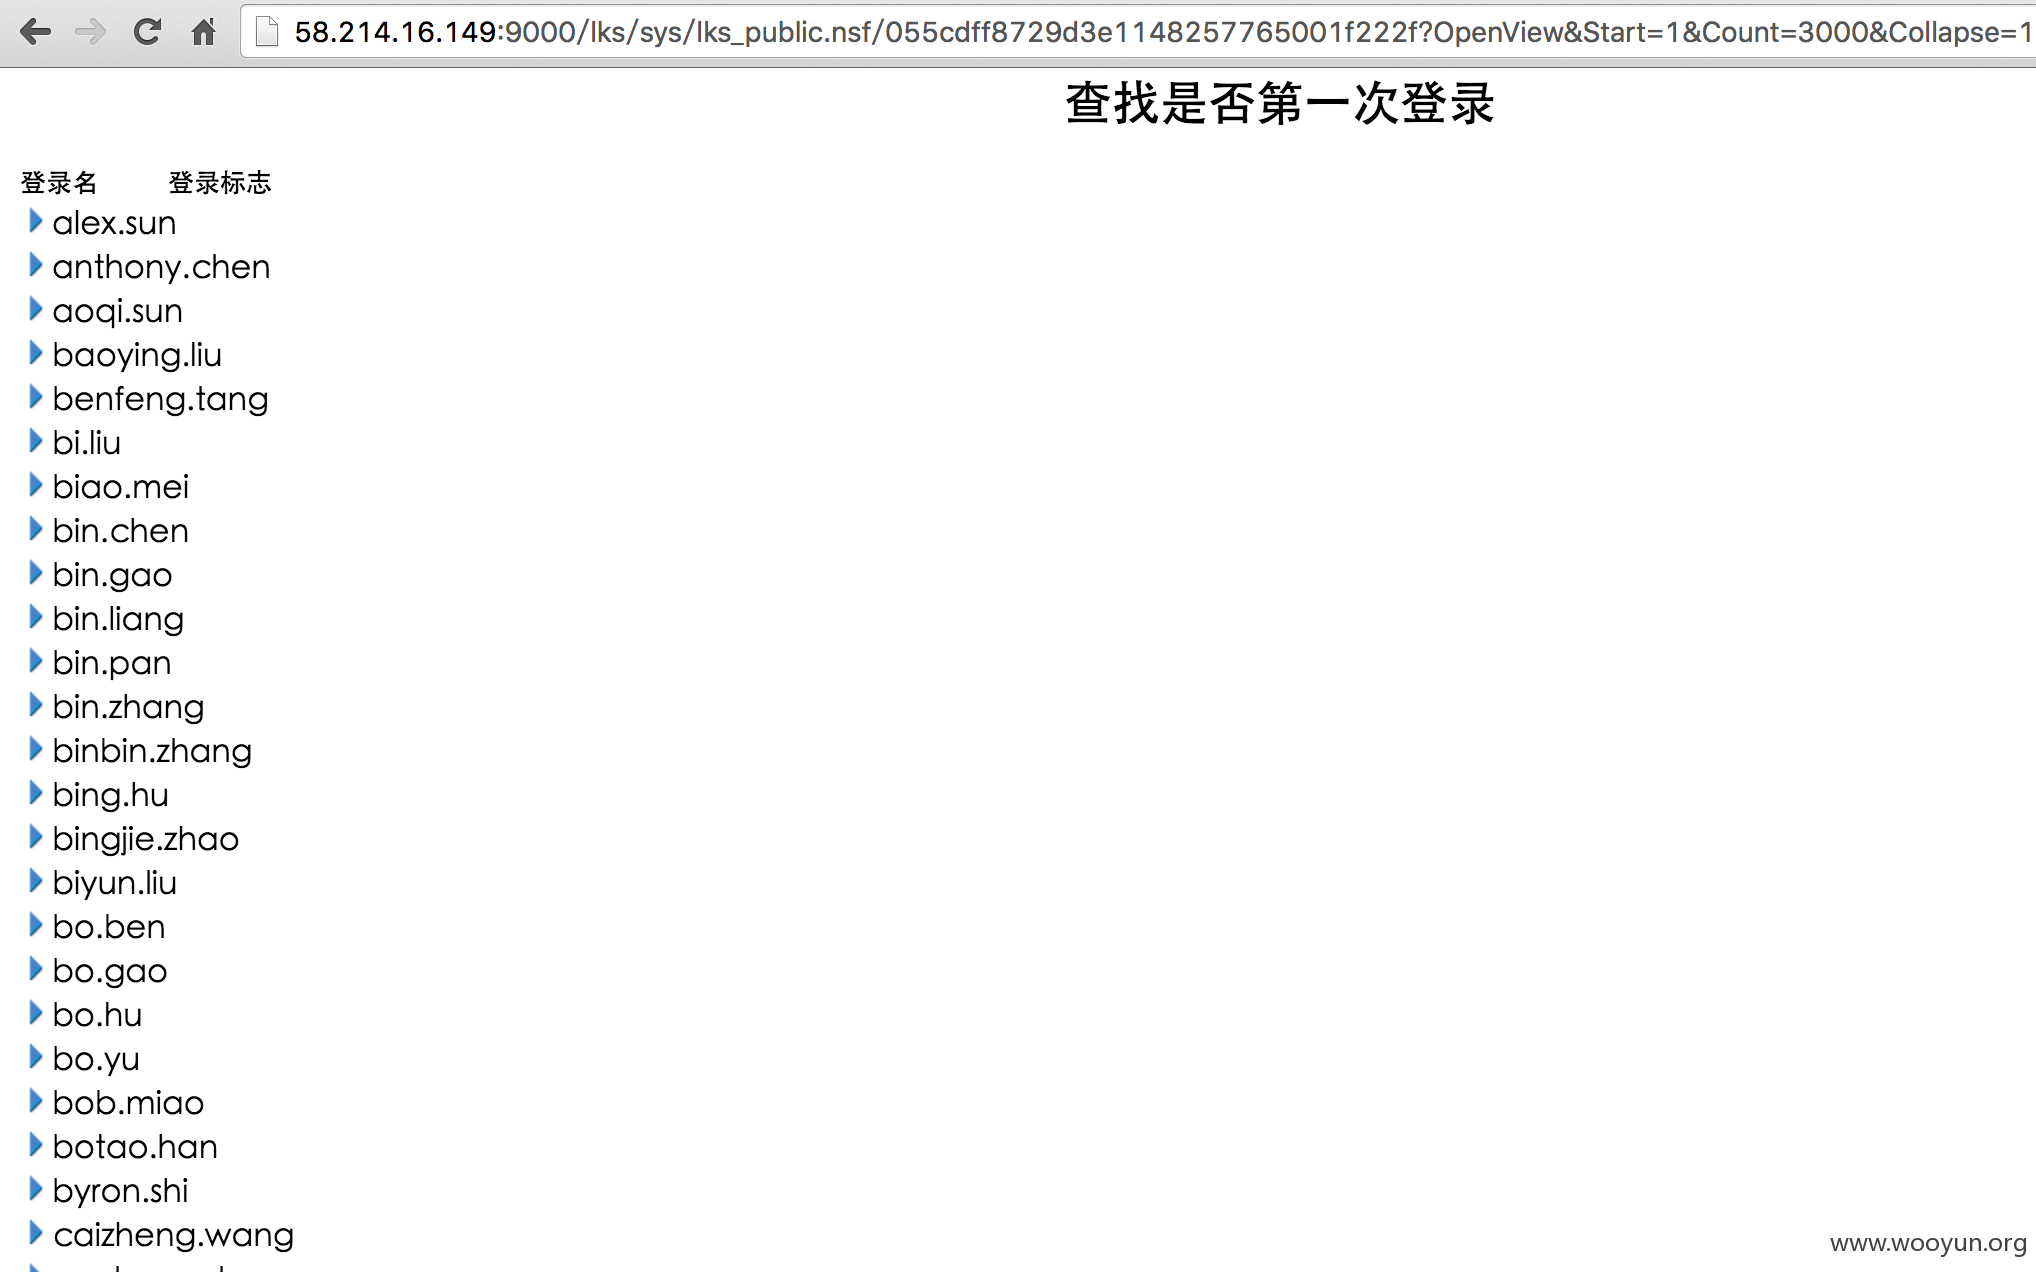 58.214.16.149:9000/lks/sys/lks_public.nsf/055cdff8729d3e1148257765001f222f?OpenView&Start=1&Count=3000&Collapse=1
查找是否第一次登录
登录名 登录标志
alex.sun
anthony.chen
aoqi.sun
baoying.liu
benfeng.tang
bi.liu
biao.mei
bin.chen
bin.gao
bin.liang
bin.pan
bin.zhang
binbin.zhang
bing.hu
bingjie.zhao
biyun.liu
bo.ben
bo.gao
bo.hu
bo.yu
bob.miao
botao.han
byron.shi
caizheng.wang
www.wooyun.org